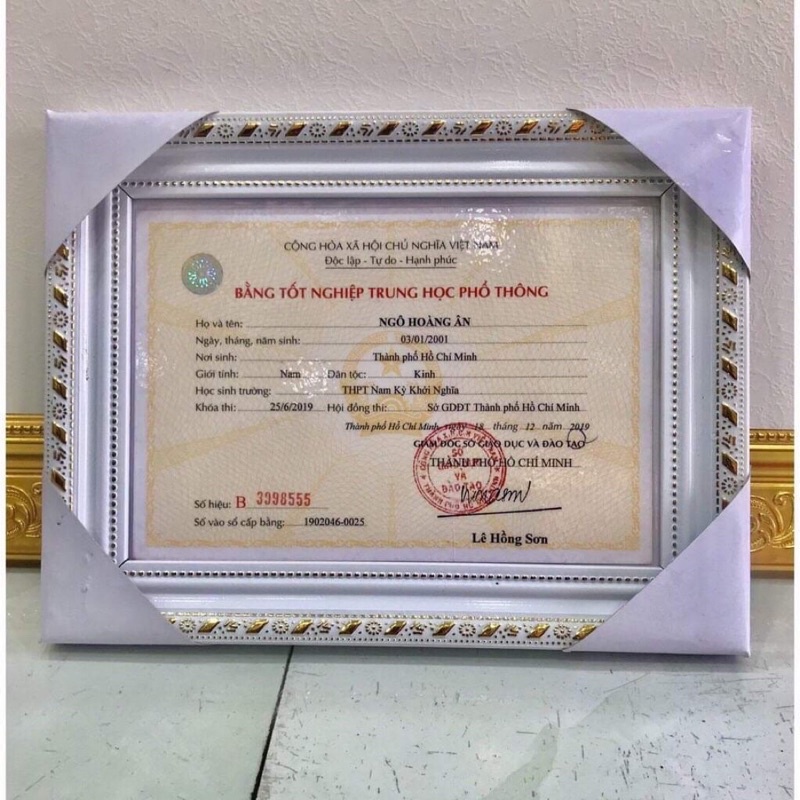 CỘNG HÒA XÃ HỘI CHỦ NGHĨA VIỆT NAM
Độc lập - Tự do - Hạnh phúc
BẰNG TỐT NGHIỆP TRUNG HỌC PHỔ THÔNG
Họ và tên: NGÔ HOÀNG ÂN
Ngày, tháng, năm sinh: 03/01/2001
Nơi sinh: Thành phố Hồ Chí Minh
Giới tính: Nam Dân tộc: Kinh
Học sinh trường: THPT Nam Kỳ Khởi Nghĩa
Khóa thi: 25/6/2019 Hội đồng thi: Sở GDĐT Thành phố Hồ Chí Minh
Thành phố Hồ Chí Minh, ngày 18 tháng 12 năm 2019
GIÁM ĐỐC SỞ GIÁO DỤC VÀ ĐÀO TẠO
THÀNH PHỐ HỒ CHÍ MINH
SỞ
VÀ
ĐÀO TẠO
Số hiệu: B 3398555
Số vào sổ cấp bằng: 1902046-0025
Lê Hồng Sơn